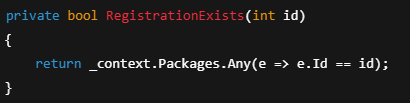 private bool RegistrationExists(int id)
{
    return _context.Packages.Any(e => e.Id == id);
}